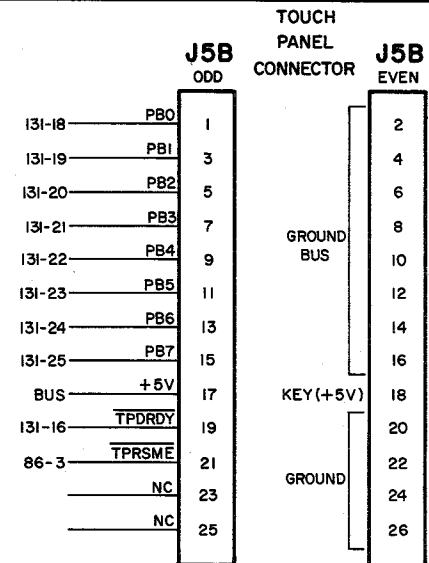 TOUCH
PANEL
CONNECTOR
J5B
ODD
J5B
EVEN
131-18 PB0 1 2
131-19 PB1 3 4
131-20 PB2 5 6
131-21 PB3 7 8
GROUND
BUS
131-22 PB4 9 10
131-23 PB5 11 12
131-24 PB6 13 14
131-25 PB7 15 16
BUS +5V 17 KEY (+5V) 18
131-16 TPDRDY 19 20
86-3 TPRSME 21 22
GROUND
NC 23 24
NC 25 26